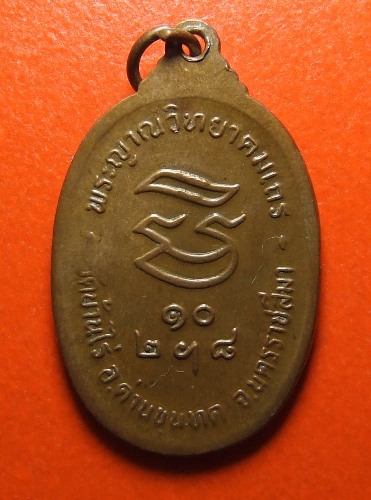 พระญาณวิทยาคมเถร
๑๐
๒ ๑ ๘
วัดบ้านไร่ อ.ด่านขุนทด จ.นครราชสีมา